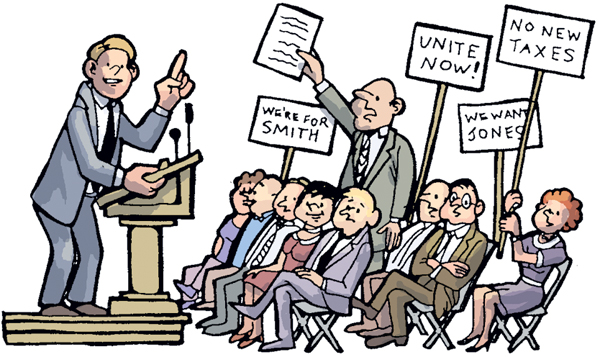 WE'RE FOR
SMITH
UNITE
NOW!
WE WANT
JONES
NO NEW
TAXES